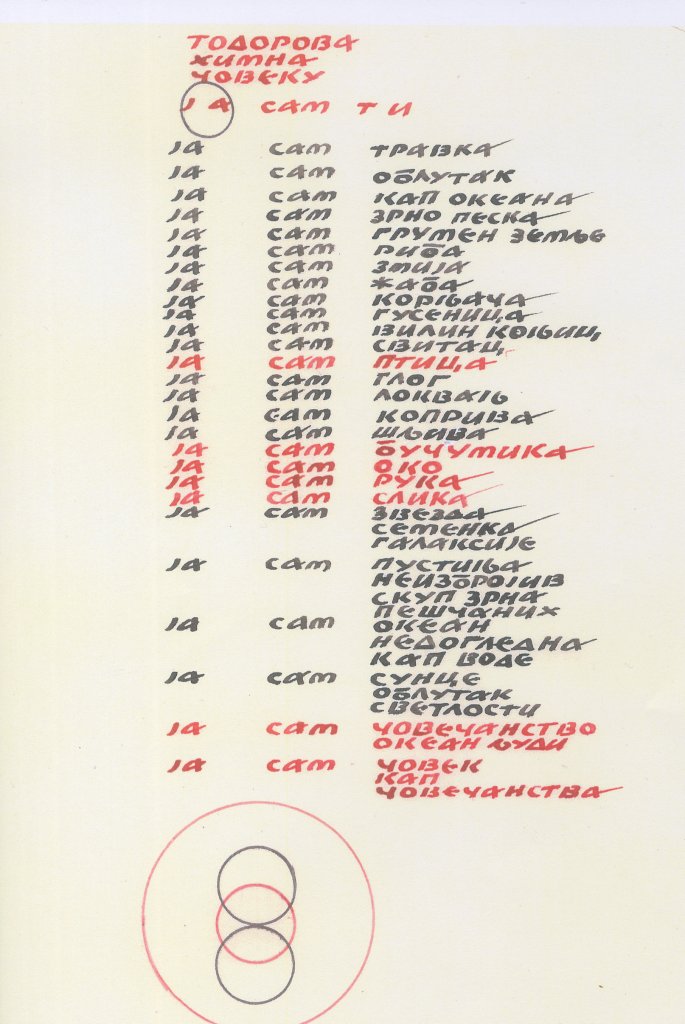 ТОДОРОВА
ХИМНА
ЧОВЕКУ
ЈА САМ ТИ
ЈА САМ ТРАВКА
ЈА САМ ОБЛУТАК
ЈА САМ КАП ОКЕАНА
ЈА САМ ЗРНО ПЕСКА
ЈА САМ ГРУМЕН ЗЕМЉЕ
ЈА САМ РИБА
ЈА САМ ЗМИЈА
ЈА САМ ЖАБА
ЈА САМ КОРЊАЧА
ЈА САМ ГУСЕНИЦА
ЈА САМ ВИЛИН КОЊИЦ
ЈА САМ СВИТАЦ
ЈА САМ ПТИЦА
ЈА САМ ГЛОГ
ЈА САМ ЛОКВАЊ
ЈА САМ КОПРИВА
ЈА САМ ШЉИВА
ЈА САМ БУЧУМИКА
ЈА САМ ОКО
ЈА САМ РУКА
ЈА САМ СЛИКА
ЈА САМ ЗВЕЗДА
СЕМЕНКА
ГАЛАКСИЈЕ
ЈА САМ ПУСТИЊА
НЕИЗБРОЈИВ
СКУП ЗРНА
ПЕШЧАНИХ
ЈА САМ ОКЕАН
НЕДОГЛЕДНА
КАП ВОДЕ
ЈА САМ СУНЦЕ
ОБЛУТАК
СВЕТЛОСТИ
ЈА САМ ЧОВЕЧАНСТВО
ОКЕАН ЉУДИ
ЈА САМ ЧОВЕК
КАП
ЧОВЕЧАНСТВА